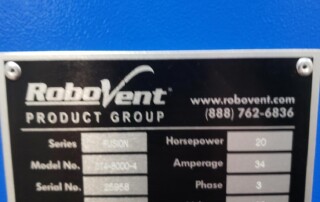 RoboVent
PRODUCT GROUP
www.robovent.com
(888) 762-6836
Series FUSION Horsepower 20
Model No. Amperage 34
Serial No. 25958 Phase 3